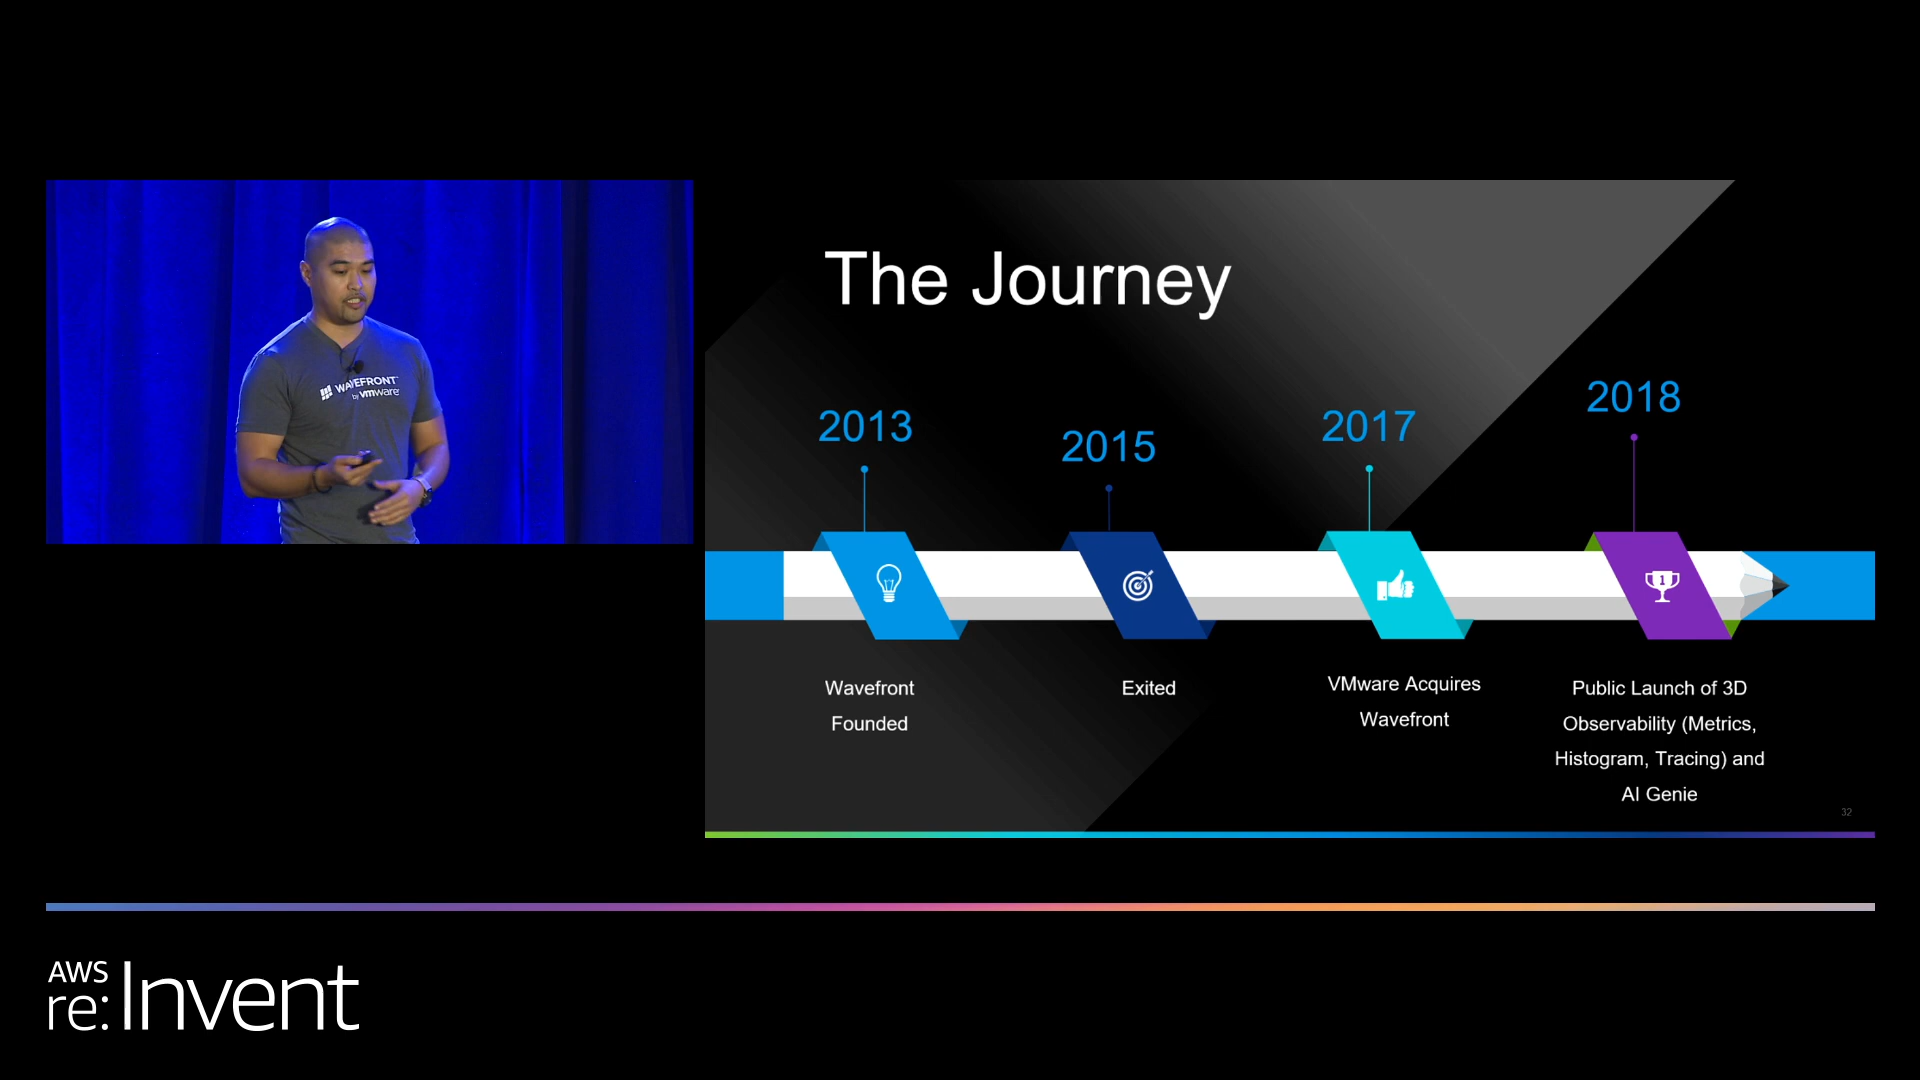 The Journey
2013
2015
2017
2018
WAVEFRONT
by vmware
1
Wavefront
Founded
Exited
VMware Acquires
Wavefront
Public Launch of 3D
Observability (Metrics,
Histogram, Tracing) and
AI Genie
32
AWS
re:Invent